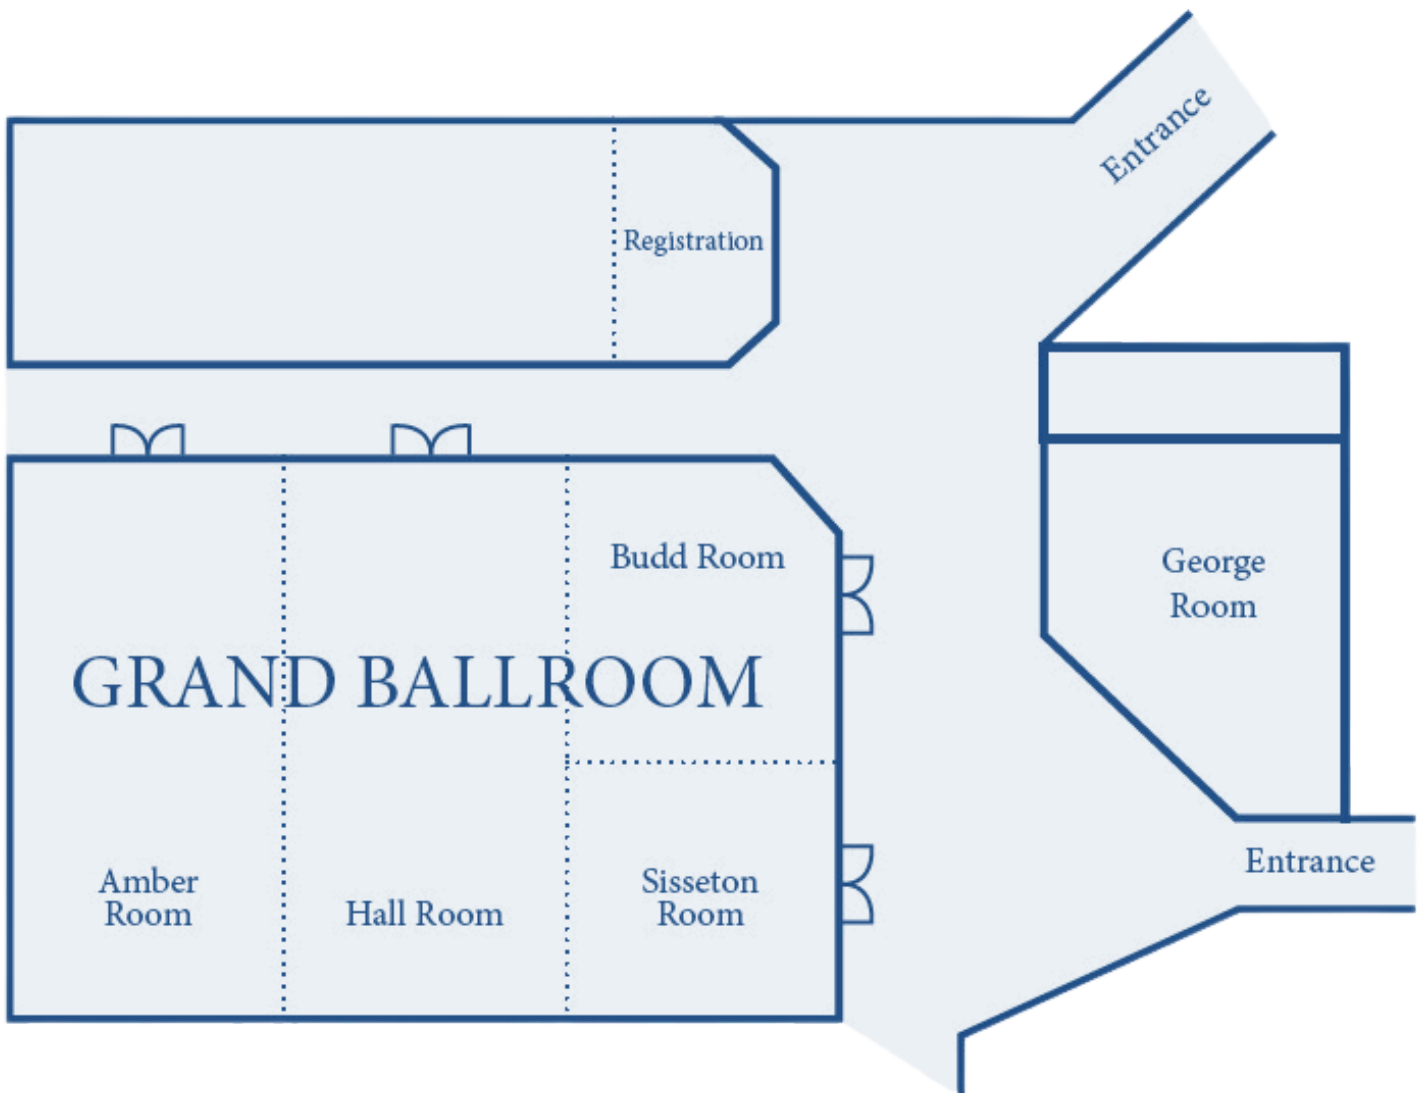 Entrance
Registration
Budd Room
George
Room
GRAND BALLROOM
Amber
Room
Hall Room
Sisseton
Room
Entrance